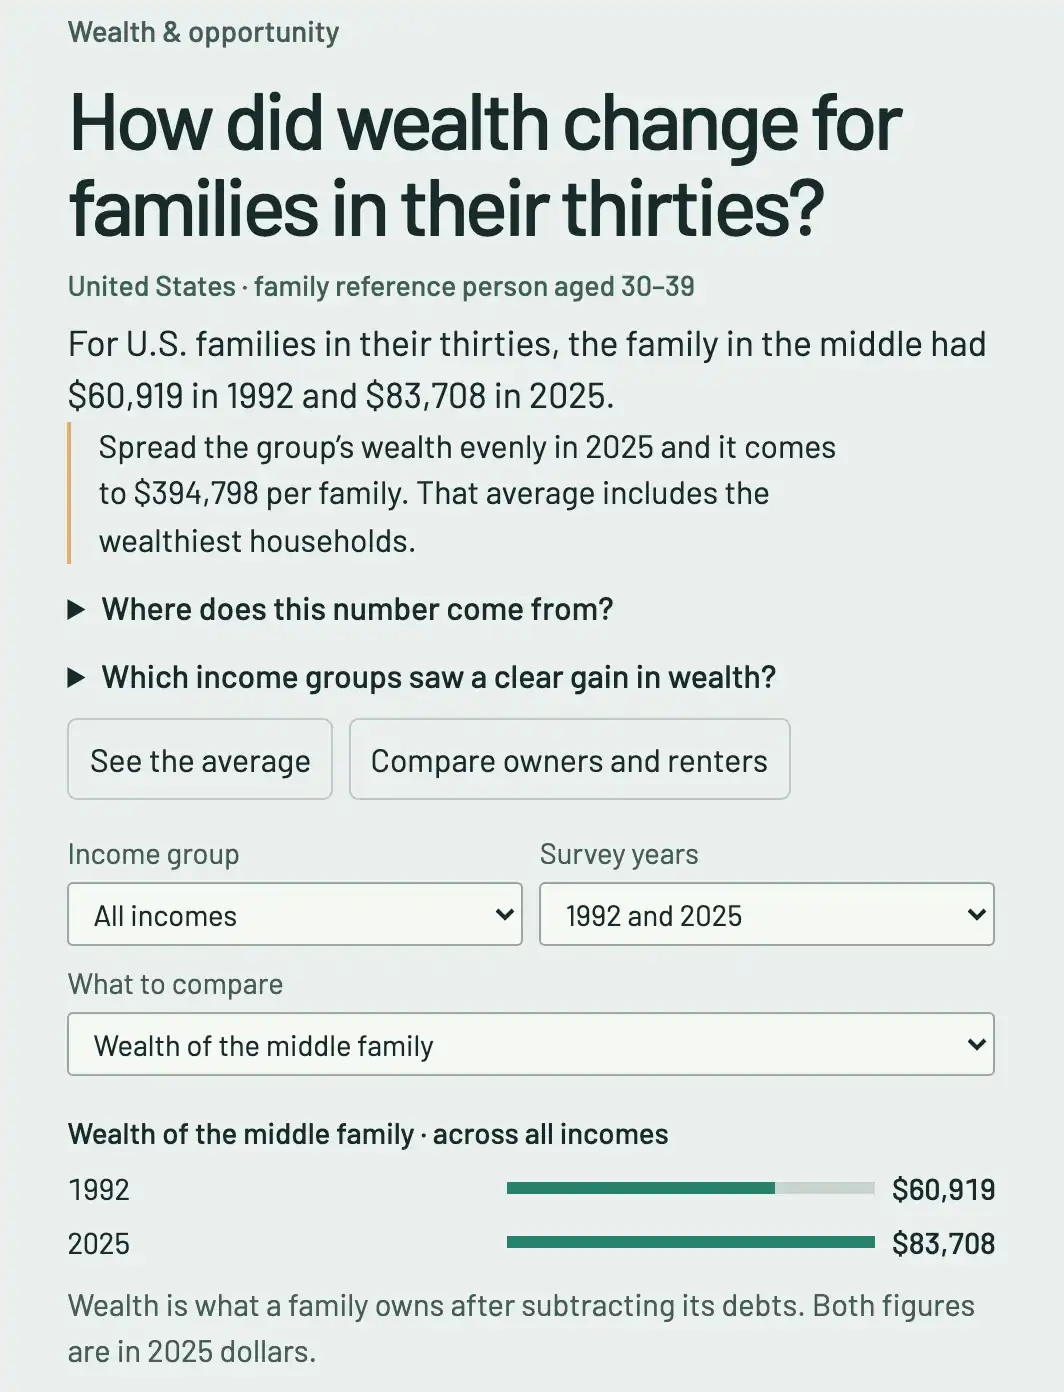 Wealth & opportunity
How did wealth change for
families in their thirties?
United States · family reference person aged 30–39
For U.S. families in their thirties, the family in the middle had
$60,919 in 1992 and $83,708 in 2025.
Spread the group’s wealth evenly in 2025 and it comes
to $394,798 per family. That average includes the
wealthiest households.
Where does this number come from?
Which income groups saw a clear gain in wealth?
See the average
Compare owners and renters
Income group
Survey years
All incomes
1992 and 2025
What to compare
Wealth of the middle family
Wealth of the middle family · across all incomes
1992 $60,919
2025 $83,708
Wealth is what a family owns after subtracting its debts. Both figures
are in 2025 dollars.